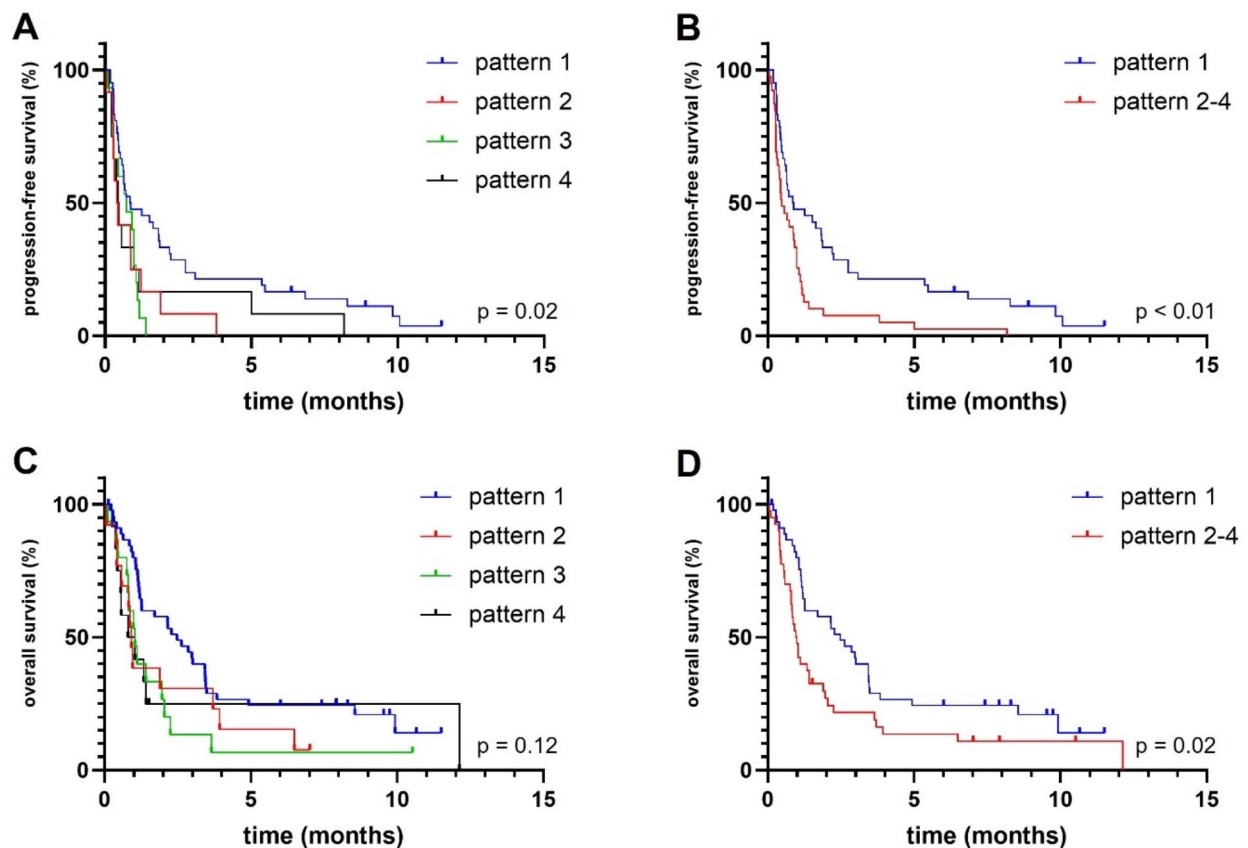 A
progression-free survival (%)
100
50
0
0 5 10 15
time (months)
pattern 1
pattern 2
pattern 3
pattern 4
p = 0.02
B
progression-free survival (%)
100
50
0
0 5 10 15
time (months)
pattern 1
pattern 2-4
p < 0.01
C
overall survival (%)
100
50
0
0 5 10 15
time (months)
pattern 1
pattern 2
pattern 3
pattern 4
p = 0.12
D
overall survival (%)
100
50
0
0 5 10 15
time (months)
pattern 1
pattern 2-4
p = 0.02